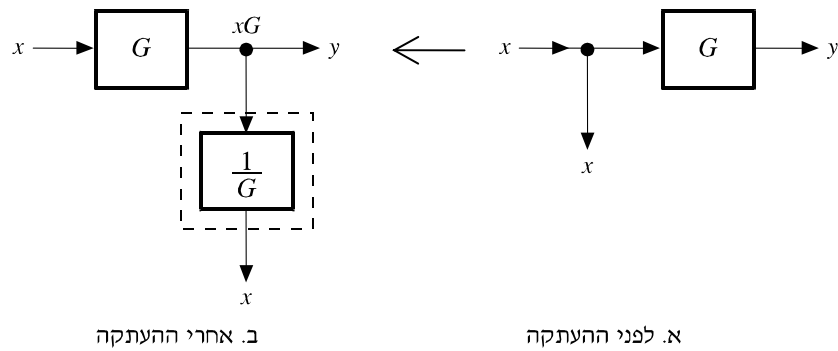 x G y
x
א. לפני ההעתקה
x G xG y
1
G
x
ב. אחרי ההעתקה